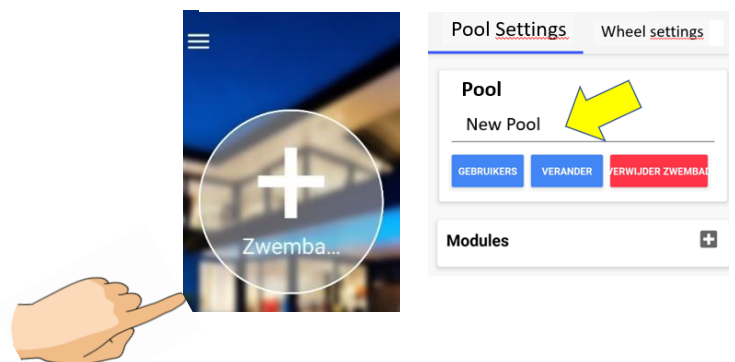 Zwemba...
Pool Settings
Wheel settings
Pool
New Pool
GEBRUIKERS
VERANDER
VERWIJDER ZWEMBAD
Modules